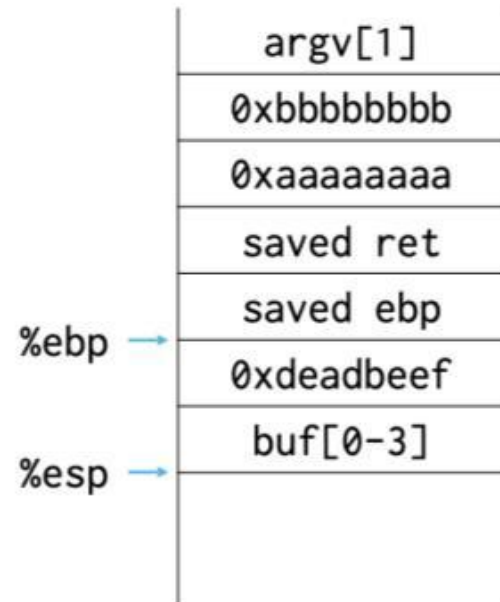 argv[1]
0xbbbbbbbb
0xaaaaaaaa
saved ret
saved ebp
%ebp
0xdeadbeef
buf[0-3]
%esp